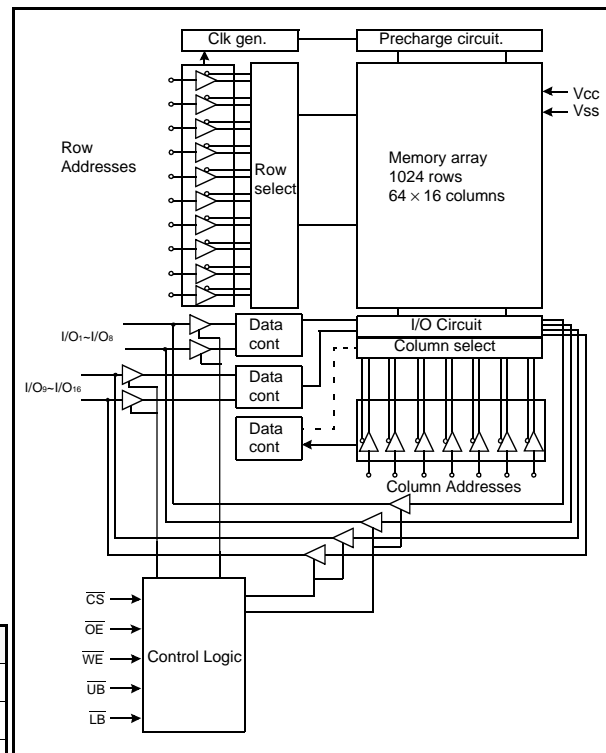 Clk gen.
Precharge circuit.
Vcc
Vss
Row
Addresses
Row
select
Memory array
1024 rows
64 × 16 columns
I/O1~I/O8
Data
cont
I/O Circuit
Column select
I/O9~I/O16
Data
cont
Data
cont
Column Addresses
CS
OE
WE
UB
LB
Control Logic